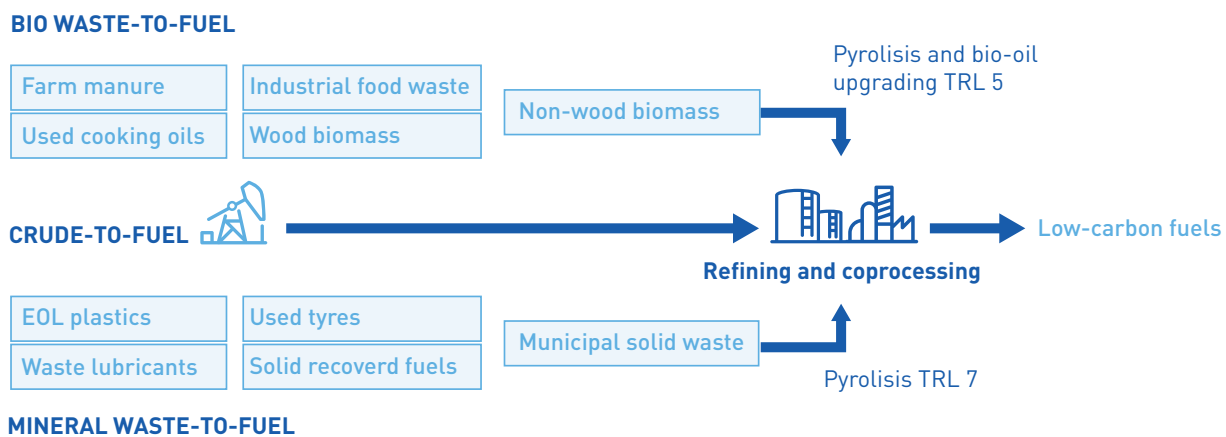 BIO WASTE-TO-FUEL
Farm manure
Industrial food waste
Used cooking oils
Wood biomass
Non-wood biomass
Pyrolisis and bio-oil
upgrading TRL 5
CRUDE-TO-FUEL
Refining and coprocessing
Low-carbon fuels
EOL plastics
Used tyres
Waste lubricants
Solid recoverd fuels
Municipal solid waste
Pyrolisis TRL 7
MINERAL WASTE-TO-FUEL